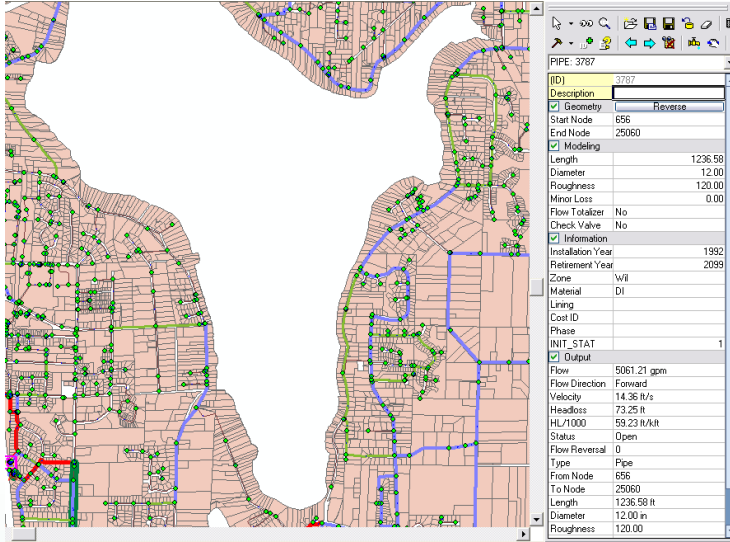 PIPE: 3787
(ID) 3787
Description
Geometry Reverse
Start Node 656
End Node 25060
Modeling
Length 1236.58
Diameter 12.00
Roughness 120.00
Minor Loss 0.00
Flow Totalizer No
Check Valve No
Information
Installation Year 1992
Retirement Year 2099
Zone Wil
Material DI
Lining
Cost ID
Phase
INIT_STAT 1
Output
Flow 5061.21 gpm
Flow Direction Forward
Velocity 14.36 ft/s
Headloss 73.25 ft
HL/1000 59.23 ft/kft
Status Open
Flow Reversal 0
Type Pipe
From Node 656
To Node 25060
Length 1236.58 ft
Diameter 12.00 in
Roughness 120.00